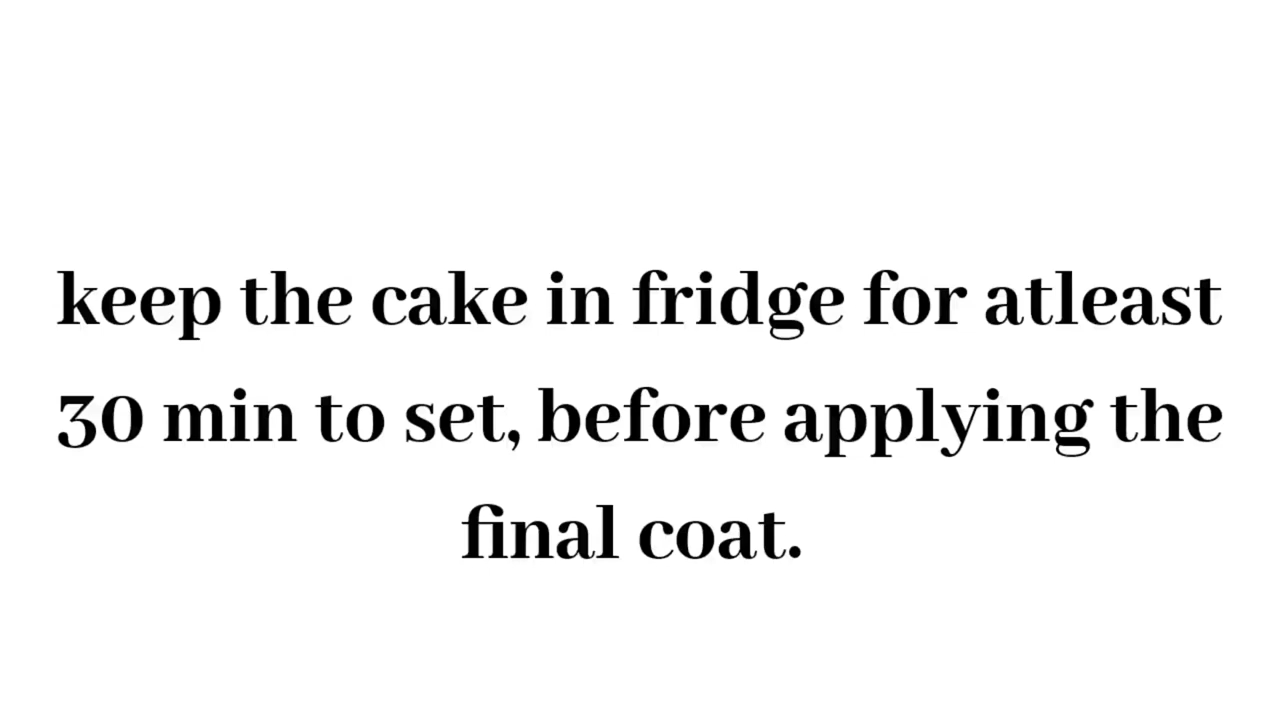 keep the cake in fridge for atleast
30 min to set, before applying the
final coat.